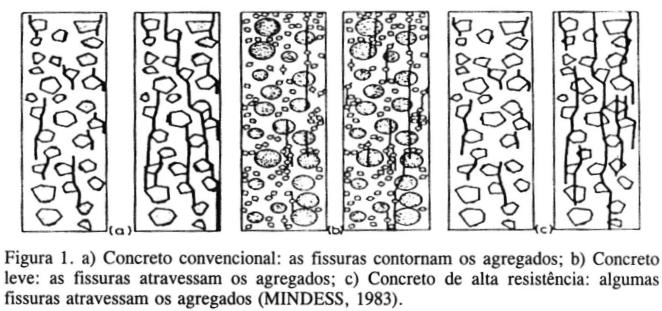 (a)
(b)
(c)
Figura 1. a) Concreto convencional: as fissuras contornam os agregados; b) Concreto
leve: as fissuras atravessam os agregados; c) Concreto de alta resistência: algumas
fissuras atravessam os agregados (MINDESS, 1983).